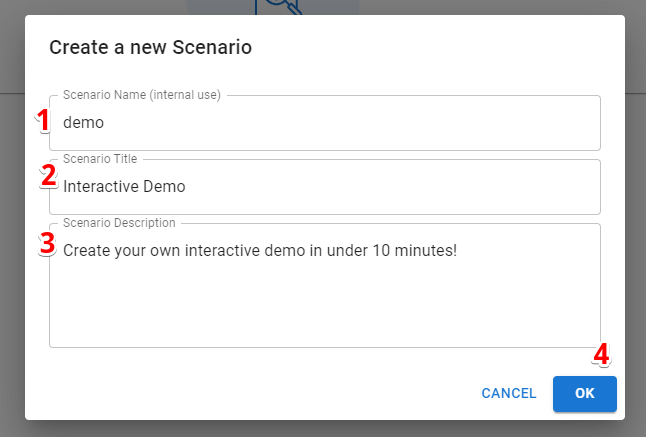 Create a new Scenario
Scenario Name (internal use)
1 demo
Scenario Title
2 Interactive Demo
Scenario Description
3 Create your own interactive demo in under 10 minutes!
4
CANCEL OK